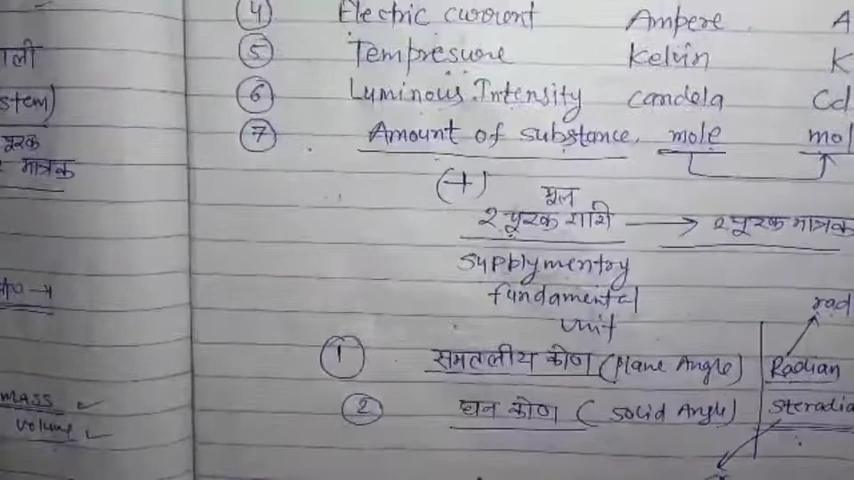 4 Electric current Ampere A
5 Tempresure Kelvin K
6 Luminous Intensity candela Cd
7 Amount of substance, mole mol
(+)
मूल
2 पूरक राशि → 2 पूरक मात्रक
supplymentry
fundamental
unit
rad
1 समतलीय कोण (Plane Angle) Radian
2 घन कोण (Solid Angle) steradia
stem)
पूरक
मात्रक
MASS
Volume